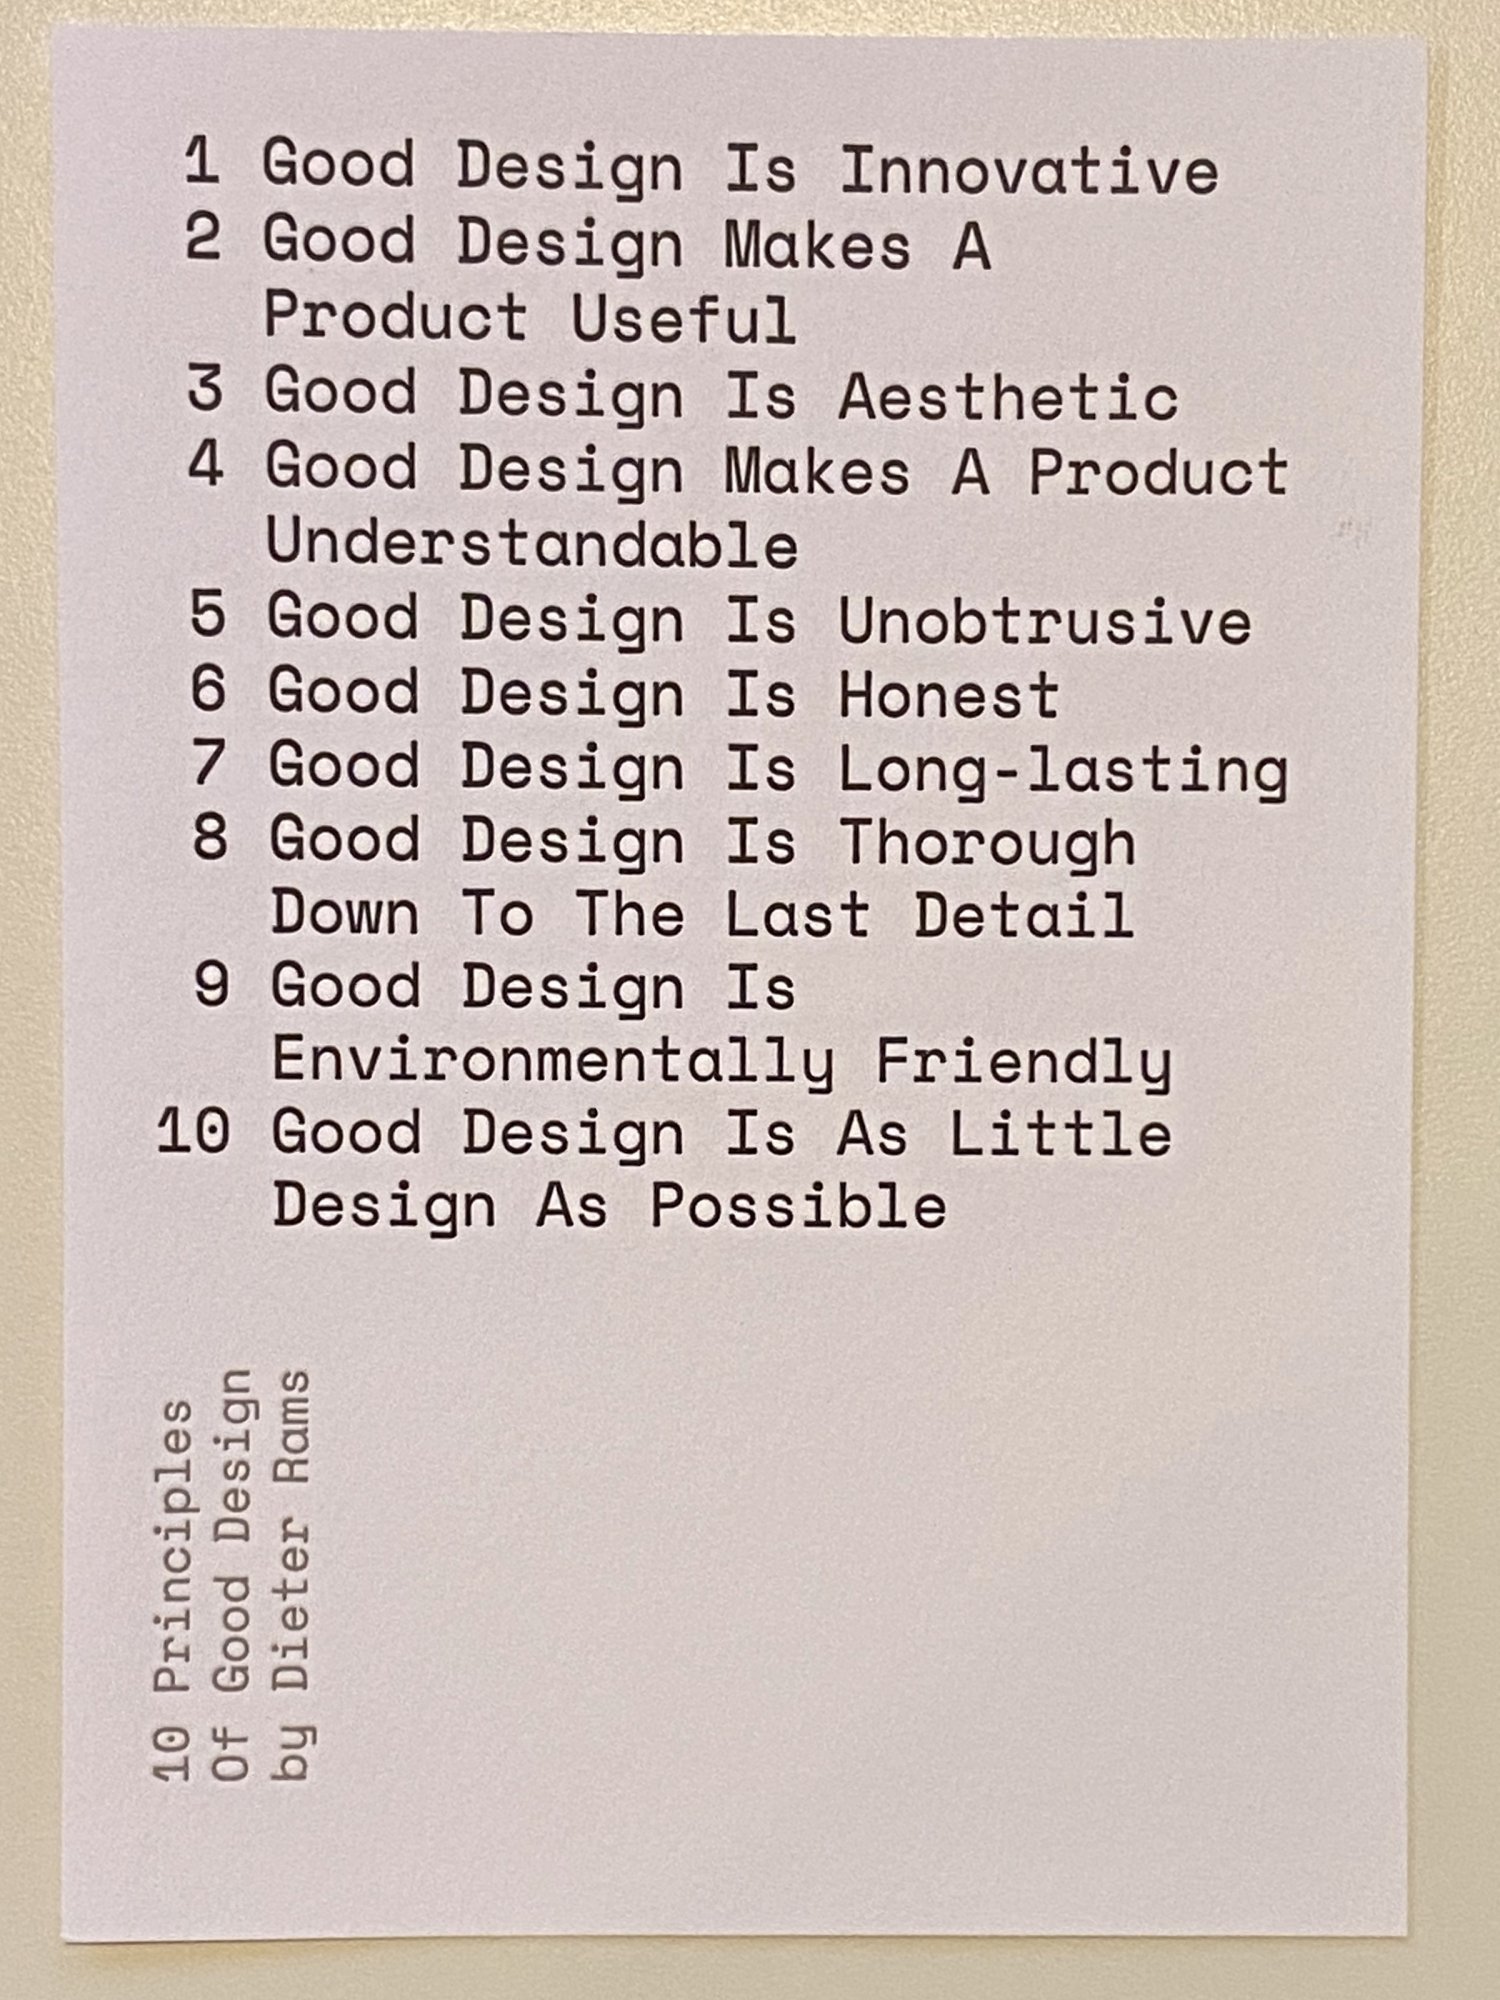 1 Good Design Is Innovative
2 Good Design Makes A
Product Useful
3 Good Design Is Aesthetic
4 Good Design Makes A Product
Understandable
5 Good Design Is Unobtrusive
6 Good Design Is Honest
7 Good Design Is Long-lasting
8 Good Design Is Thorough
Down To The Last Detail
9 Good Design Is
Environmentally Friendly
10 Good Design Is As Little
Design As Possible
10 Principles
Of Good Design
by Dieter Rams